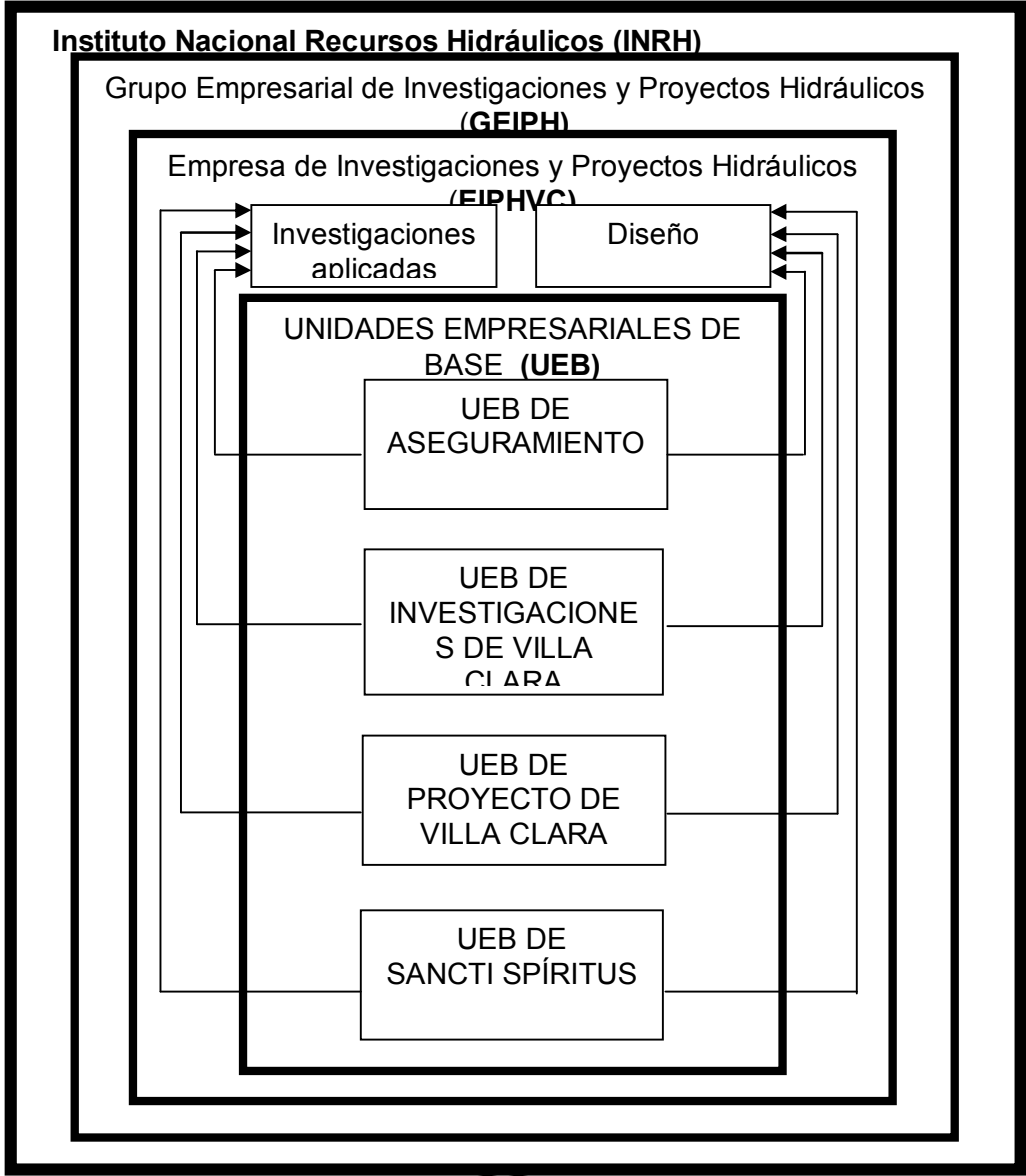 Instituto Nacional Recursos Hidráulicos (INRH)
Grupo Empresarial de Investigaciones y Proyectos Hidráulicos
(GEIPH)
Empresa de Investigaciones y Proyectos Hidráulicos
(EIPHVC)
Investigaciones
aplicadas
Diseño
UNIDADES EMPRESARIALES DE
BASE (UEB)
UEB DE
ASEGURAMIENTO
UEB DE
INVESTIGACIONE
S DE VILLA
CLARA
UEB DE
PROYECTO DE
VILLA CLARA
UEB DE
SANCTI SPÍRITUS